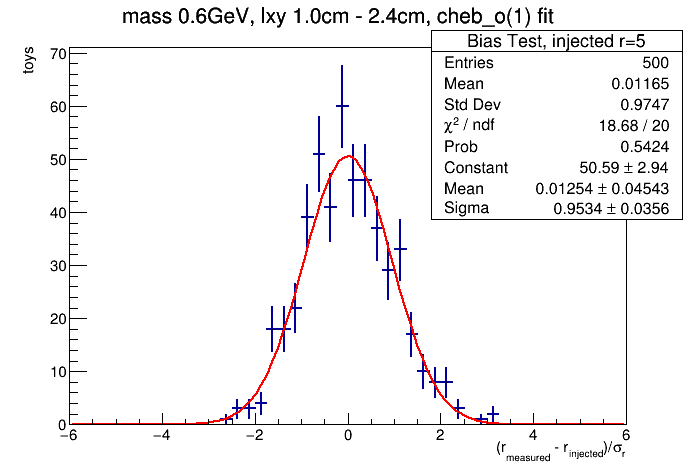 mass 0.6GeV, lxy 1.0cm - 2.4cm, cheb_o(1) fit
toys
Bias Test, injected r=5
Entries 500
Mean 0.01165
Std Dev 0.9747
χ² / ndf 18.68 / 20
Prob 0.5424
Constant 50.59 ± 2.94
Mean 0.01254 ± 0.04543
Sigma 0.9534 ± 0.0356
70
60
50
40
30
20
10
0
−6 −4 −2 0 2 4 6
(r_measured - r_injected)/σ_r